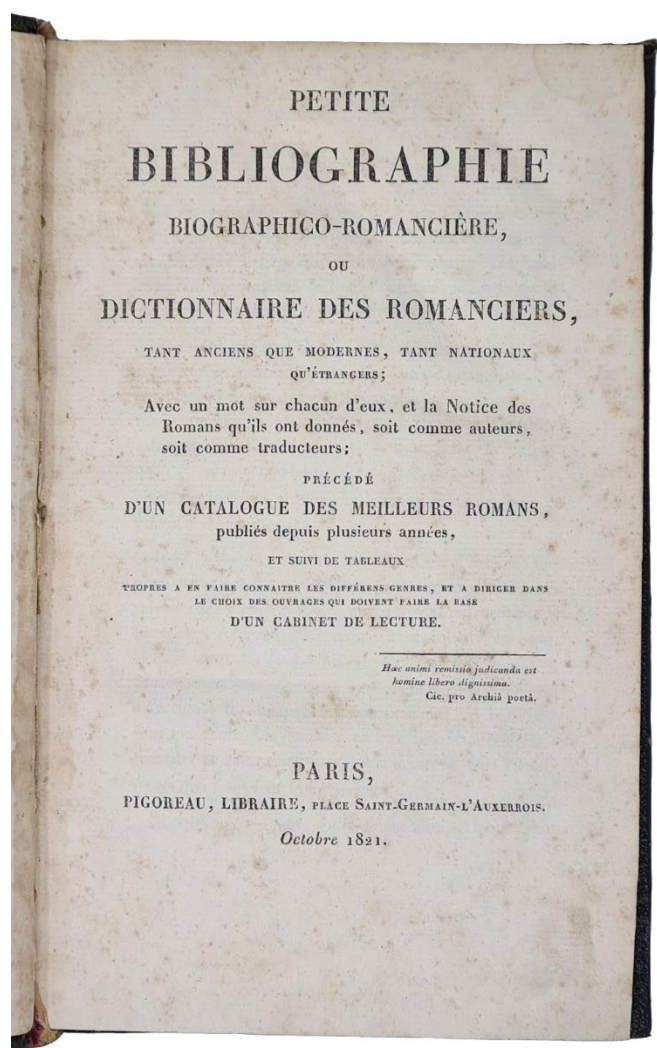 PETITE
BIBLIOGRAPHIE
BIOGRAPHICO-ROMANCIÈRE,
OU
DICTIONNAIRE DES ROMANCIERS,
TANT ANCIENS QUE MODERNES, TANT NATIONAUX
QU'ÉTRANGERS;
Avec un mot sur chacun d'eux, et la Notice des
Romans qu'ils ont donnés, soit comme auteurs,
soit comme traducteurs;
PRÉCÉDÉ
D'UN CATALOGUE DES MEILLEURS ROMANS,
publiés depuis plusieurs années,
ET SUIVI DE TABLEAUX
PROPRES A EN FAIRE CONNAITRE LES DIFFÉRENS GENRES, ET A DIRIGER DANS
LE CHOIX DES OUVRAGES QUI DOIVENT FAIRE LA BASE
D'UN CABINET DE LECTURE.
Hæc animi remissio judicanda est
homine libero dignissima.
Cic. pro Archiâ poetâ.
PARIS,
PIGOREAU, LIBRAIRE, PLACE SAINT-GERMAIN-L'AUXERROIS.
Octobre 1821.